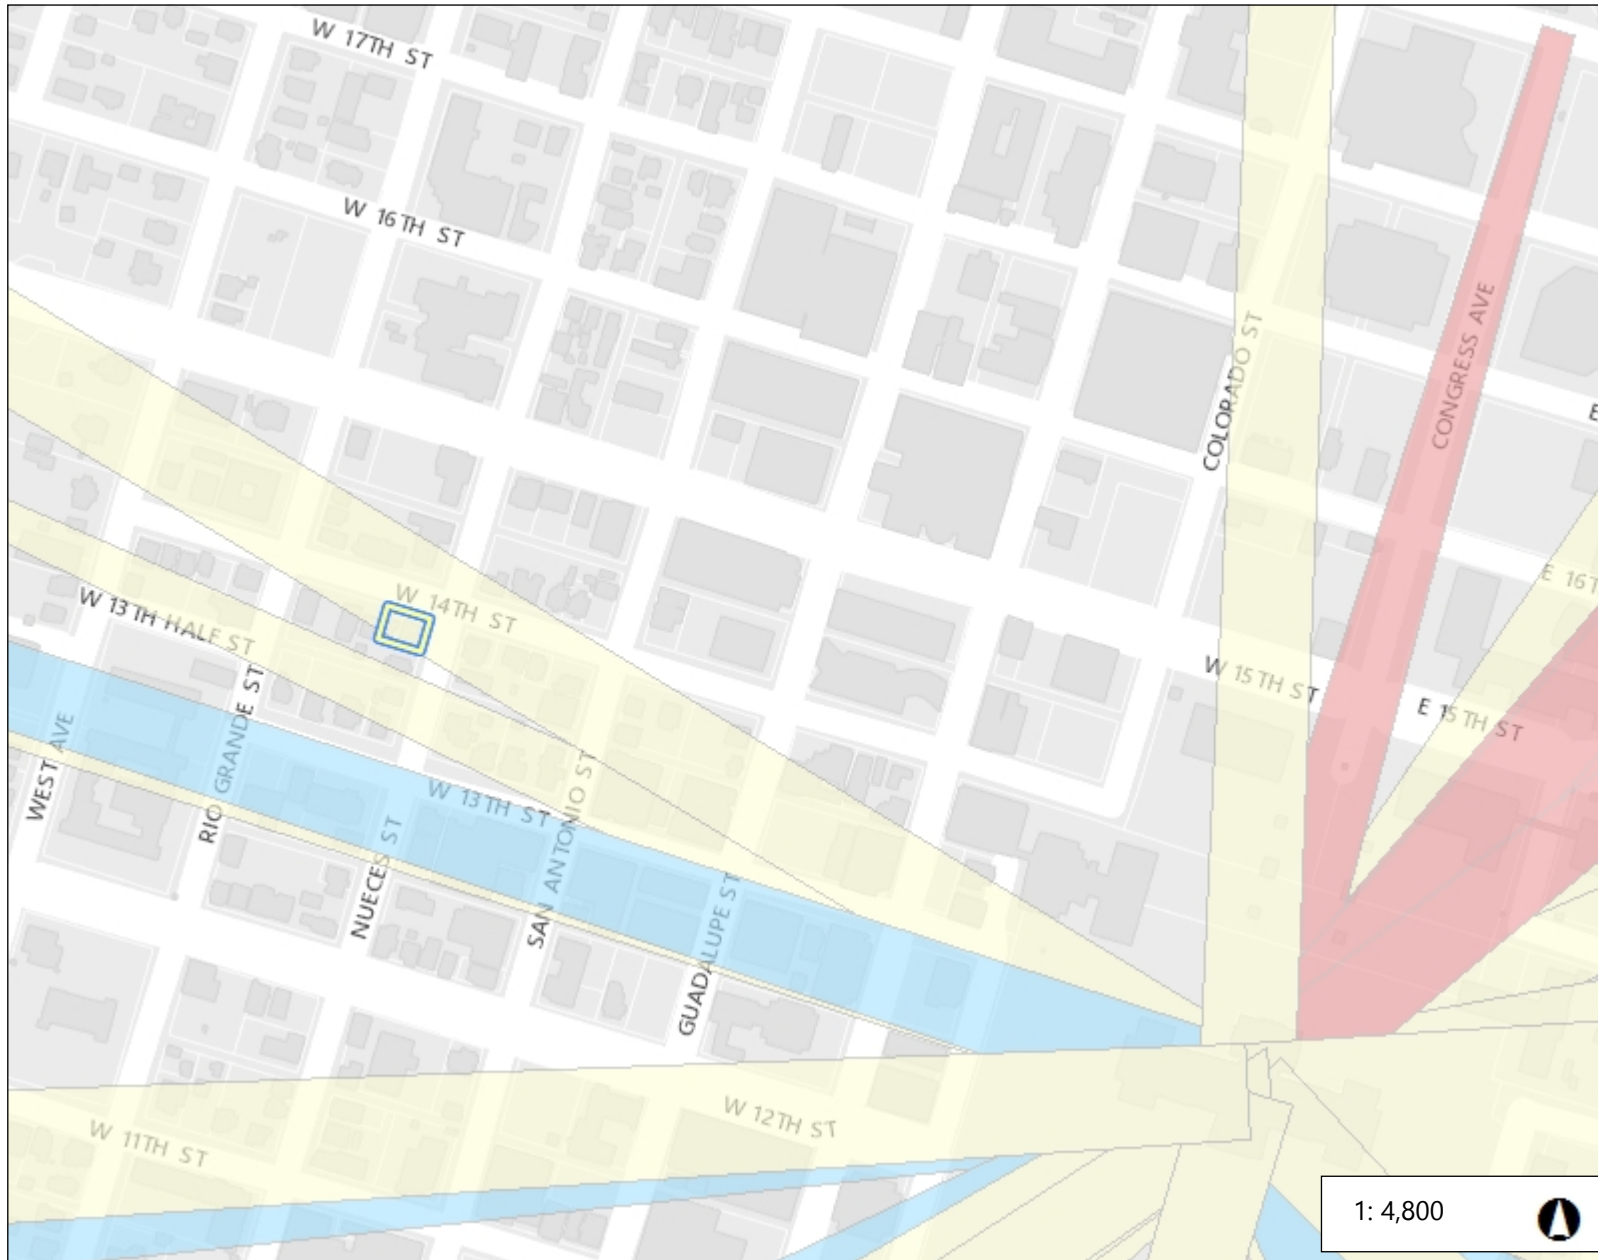 W 17TH ST
W 16TH ST
CONGRESS AVE
COLORADO ST
E
E 16T
W 14TH ST
W 13TH HALF ST
W 15TH ST
E 15TH ST
WEST AVE
RIO GRANDE ST
W 13TH ST
NUECES ST
SAN ANTONIO ST
GUADALUPE ST
W 12TH ST
W 11TH ST
1: 4,800